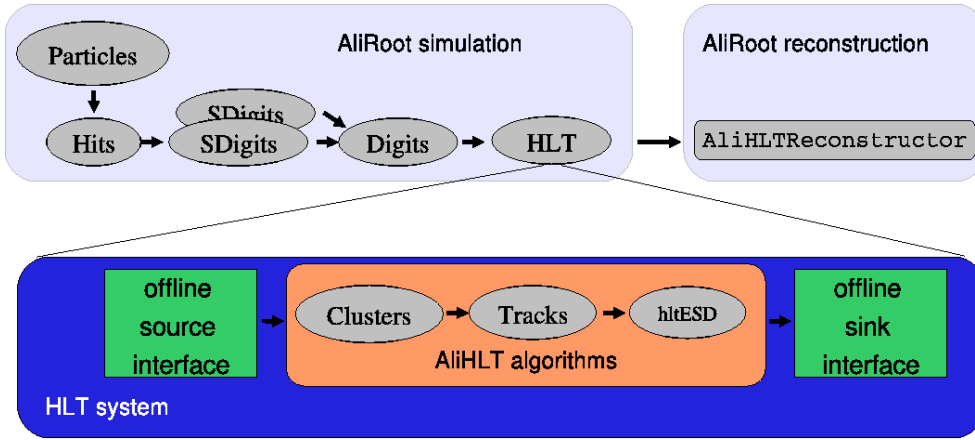 AliRoot simulation
AliRoot reconstruction
Particles
SDigits
Hits
SDigits
Digits
HLT
AliHLTReconstructor
offline
source
interface
Clusters
Tracks
hltESD
AliHLT algorithms
offline
sink
interface
HLT system